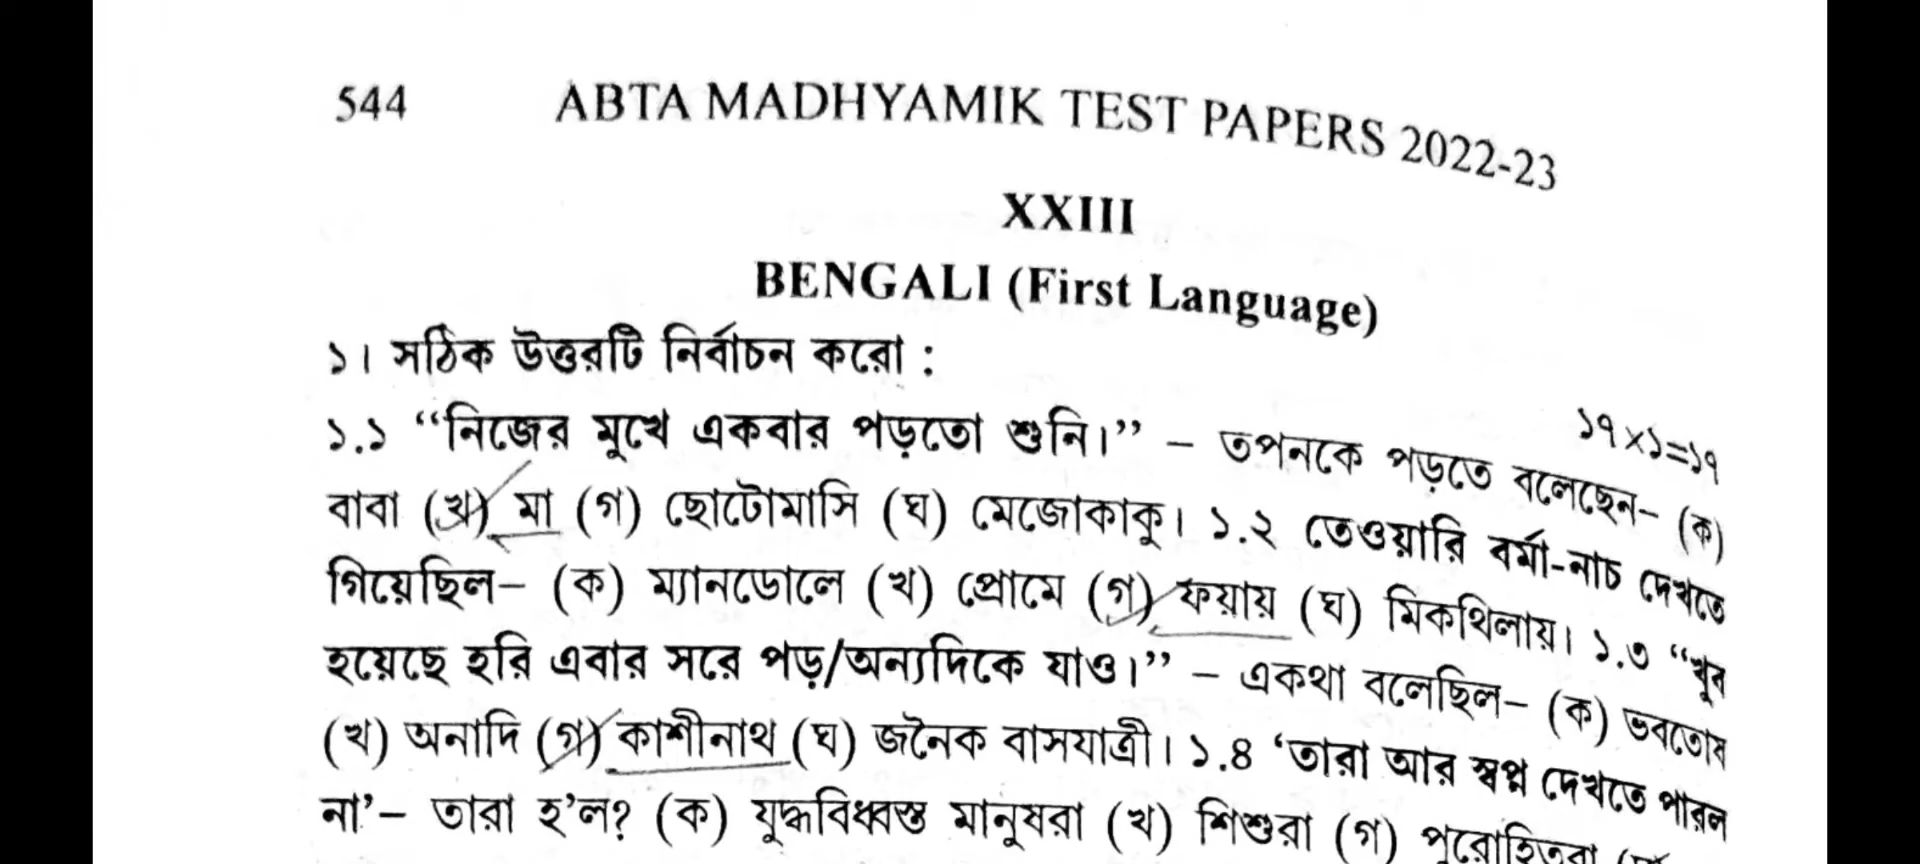 544 ABTA MADHYAMIK TEST PAPERS 2022-23
XXIII
BENGALI (First Language)
১। সঠিক উত্তরটি নির্বাচন করো :
১৭×১=১৭
১.১ “নিজের মুখে একবার পড়তো শুনি।” – তপনকে পড়তে বলেছেন– (ক)
বাবা (খ) মা (গ) ছোটোমাসি (ঘ) মেজোকাকু। ১.২ তেওয়ারি বর্মা-নাচ দেখতে
গিয়েছিল– (ক) ম্যানডোলে (খ) প্রোমে (গ) ফয়ায় (ঘ) মিকথিলায়। ১.৩ “খুব
হয়েছে হরি এবার সরে পড়/অন্যদিকে যাও।” – একথা বলেছিল– (ক) ভবতোষ
(খ) অনাদি (গ) কাশীনাথ (ঘ) জনৈক বাসযাত্রী। ১.৪ ‘তারা আর স্বপ্ন দেখতে পারল
না’– তারা হ’ল? (ক) যুদ্ধবিধ্বস্ত মানুষরা (খ) শিশুরা (গ) পুরোহিতরা